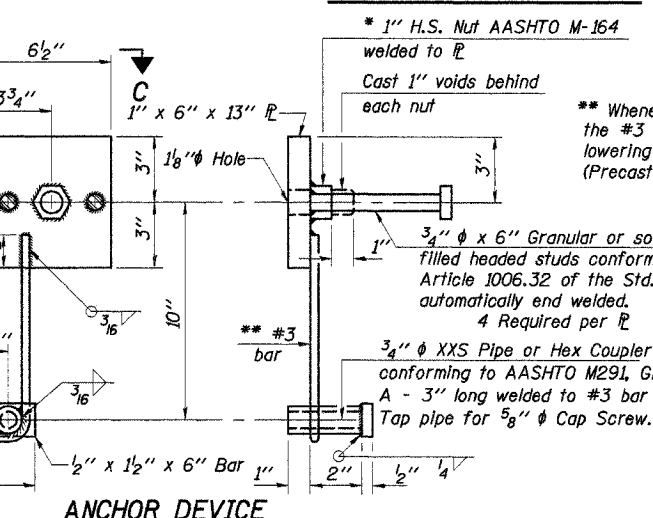 * 1" H.S. Nut AASHTO M-164
welded to ℙL
6½"
Cast 1" voids behind
each nut
C
3¾"
1" x 6" x 13" ℙL
** Whene
the #3
lowering
(Precast
1⅛"ϕ Hole
3"
3"
3"
1"
¾" ϕ x 6" Granular or so
filled headed studs conform
Article 1006.32 of the Std.
automatically end welded.
4 Required per ℙL
3/16
10"
** #3
bar
¾" ϕ XXS Pipe or Hex Coupler
conforming to AASHTO M291, G
A - 3" long welded to #3 bar
Tap pipe for ⅝" ϕ Cap Screw.
3/16
½" x 1½" x 6" Bar
1"
2"
½"
¼
ANCHOR DEVICE